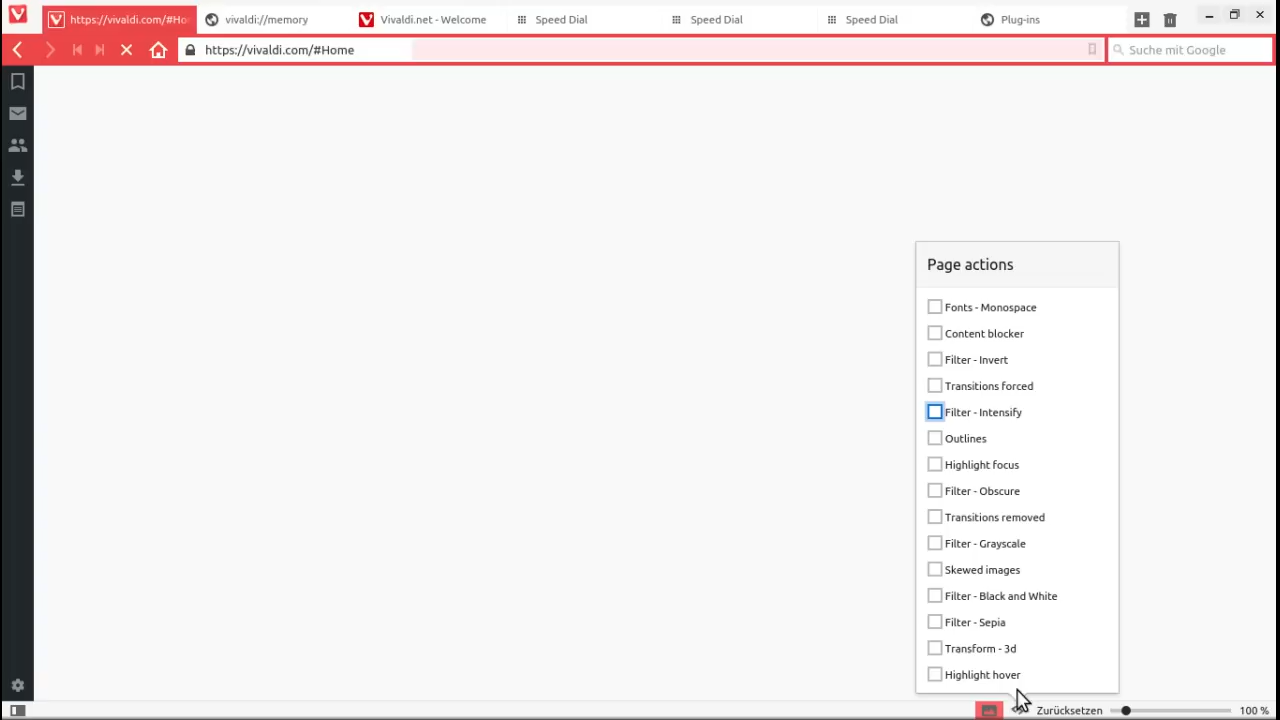 https://vivaldi.com/#Ho
vivaldi://memory
Vivaldi.net - Welcome
Speed Dial
Speed Dial
Speed Dial
Plug-ins
https://vivaldi.com/#Home
Suche mit Google
Page actions
Fonts - Monospace
Content blocker
Filter - Invert
Transitions forced
Filter - Intensify
Outlines
Highlight focus
Filter - Obscure
Transitions removed
Filter - Grayscale
Skewed images
Filter - Black and White
Filter - Sepia
Transform - 3d
Highlight hover
Zurücksetzen
100 %